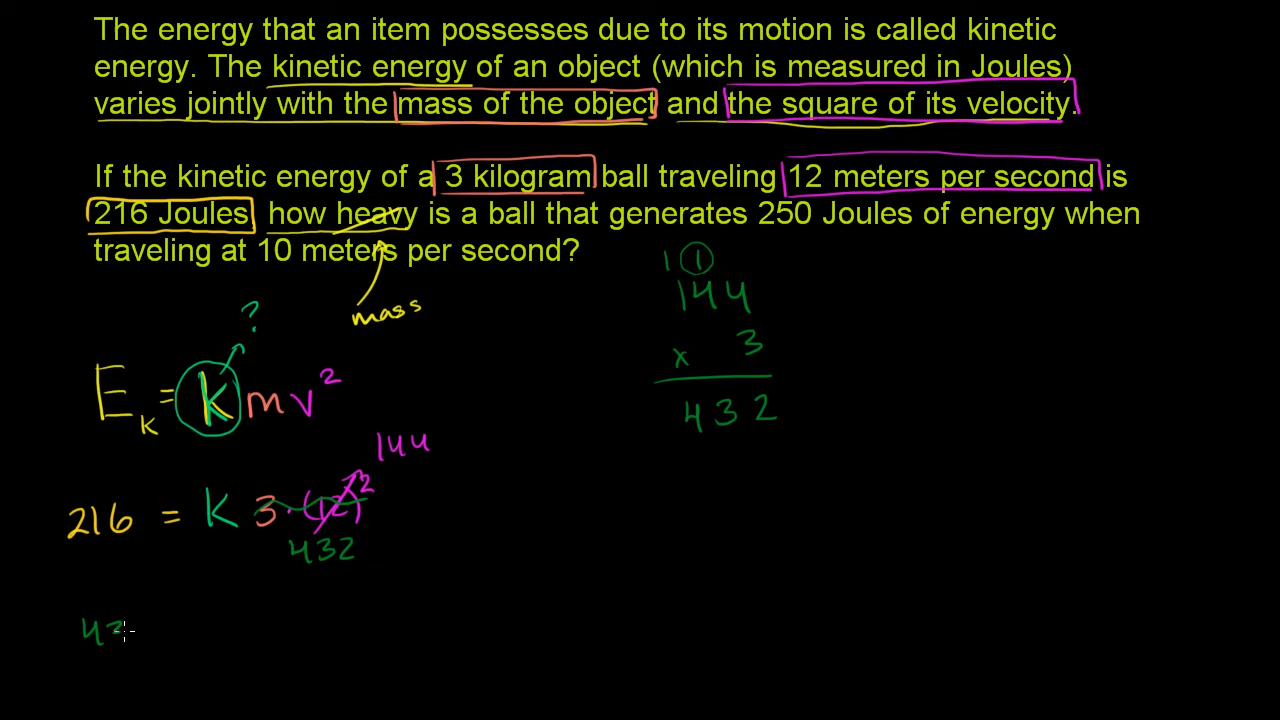 The energy that an item possesses due to its motion is called kinetic
energy. The kinetic energy of an object (which is measured in Joules)
varies jointly with the mass of the object and the square of its velocity.
If the kinetic energy of a 3 kilogram ball traveling 12 meters per second is
216 Joules how heavy is a ball that generates 250 Joules of energy when
traveling at 10 meters per second?
1 1
144
x 3
432
?
mass
E_K = k m v²
144
216 = K 3 · (12)²
432
43